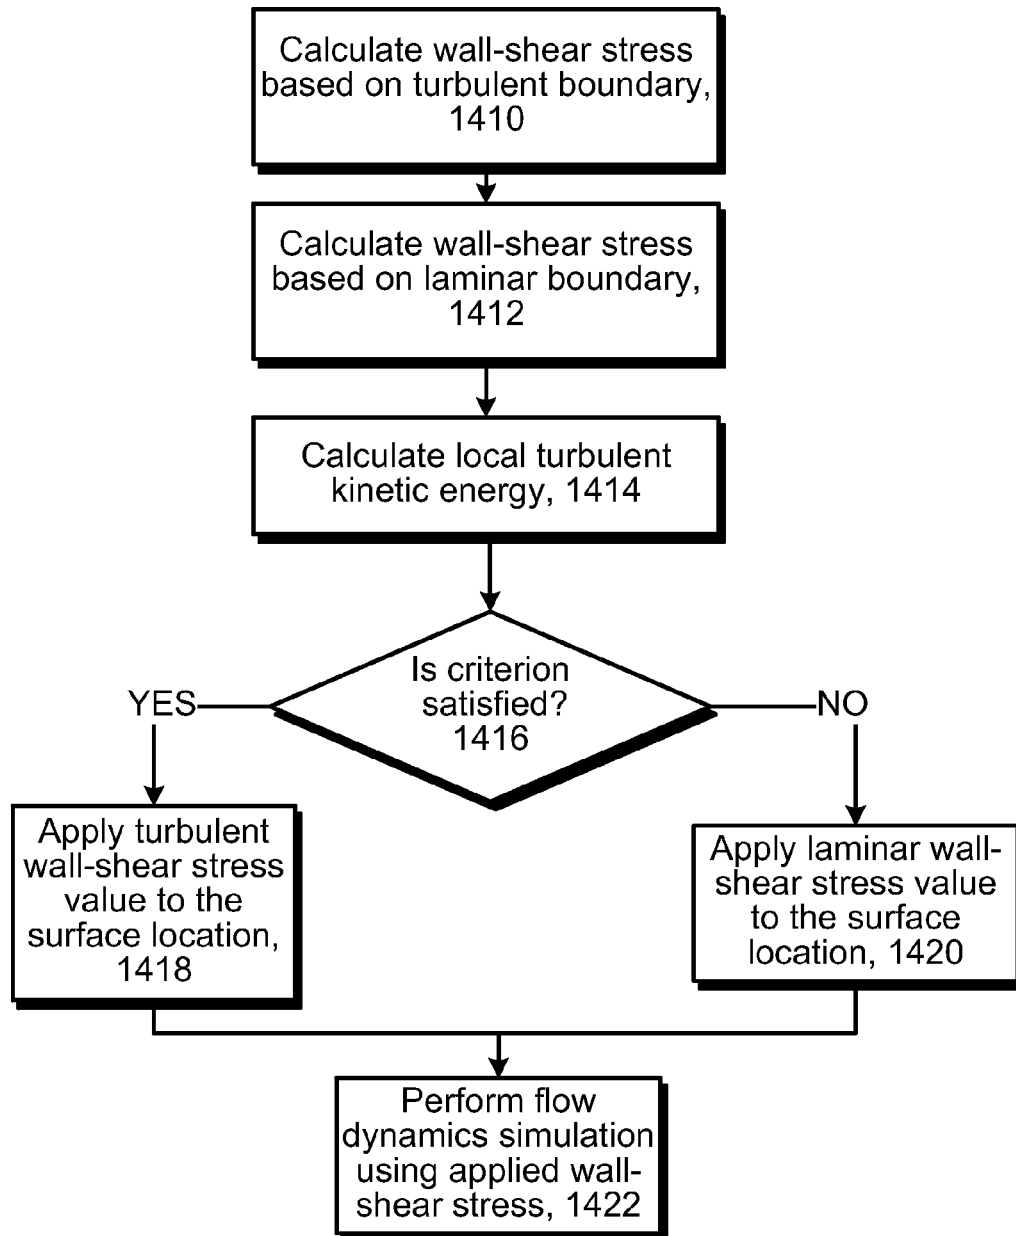 Calculate wall-shear stress
based on turbulent boundary,
1410
Calculate wall-shear stress
based on laminar boundary,
1412
Calculate local turbulent
kinetic energy, 1414
Is criterion
satisfied?
1416
YES
NO
Apply turbulent
wall-shear stress
value to the
surface location,
1418
Apply laminar wall-
shear stress value
to the surface
location, 1420
Perform flow
dynamics simulation
using applied wall-
shear stress, 1422